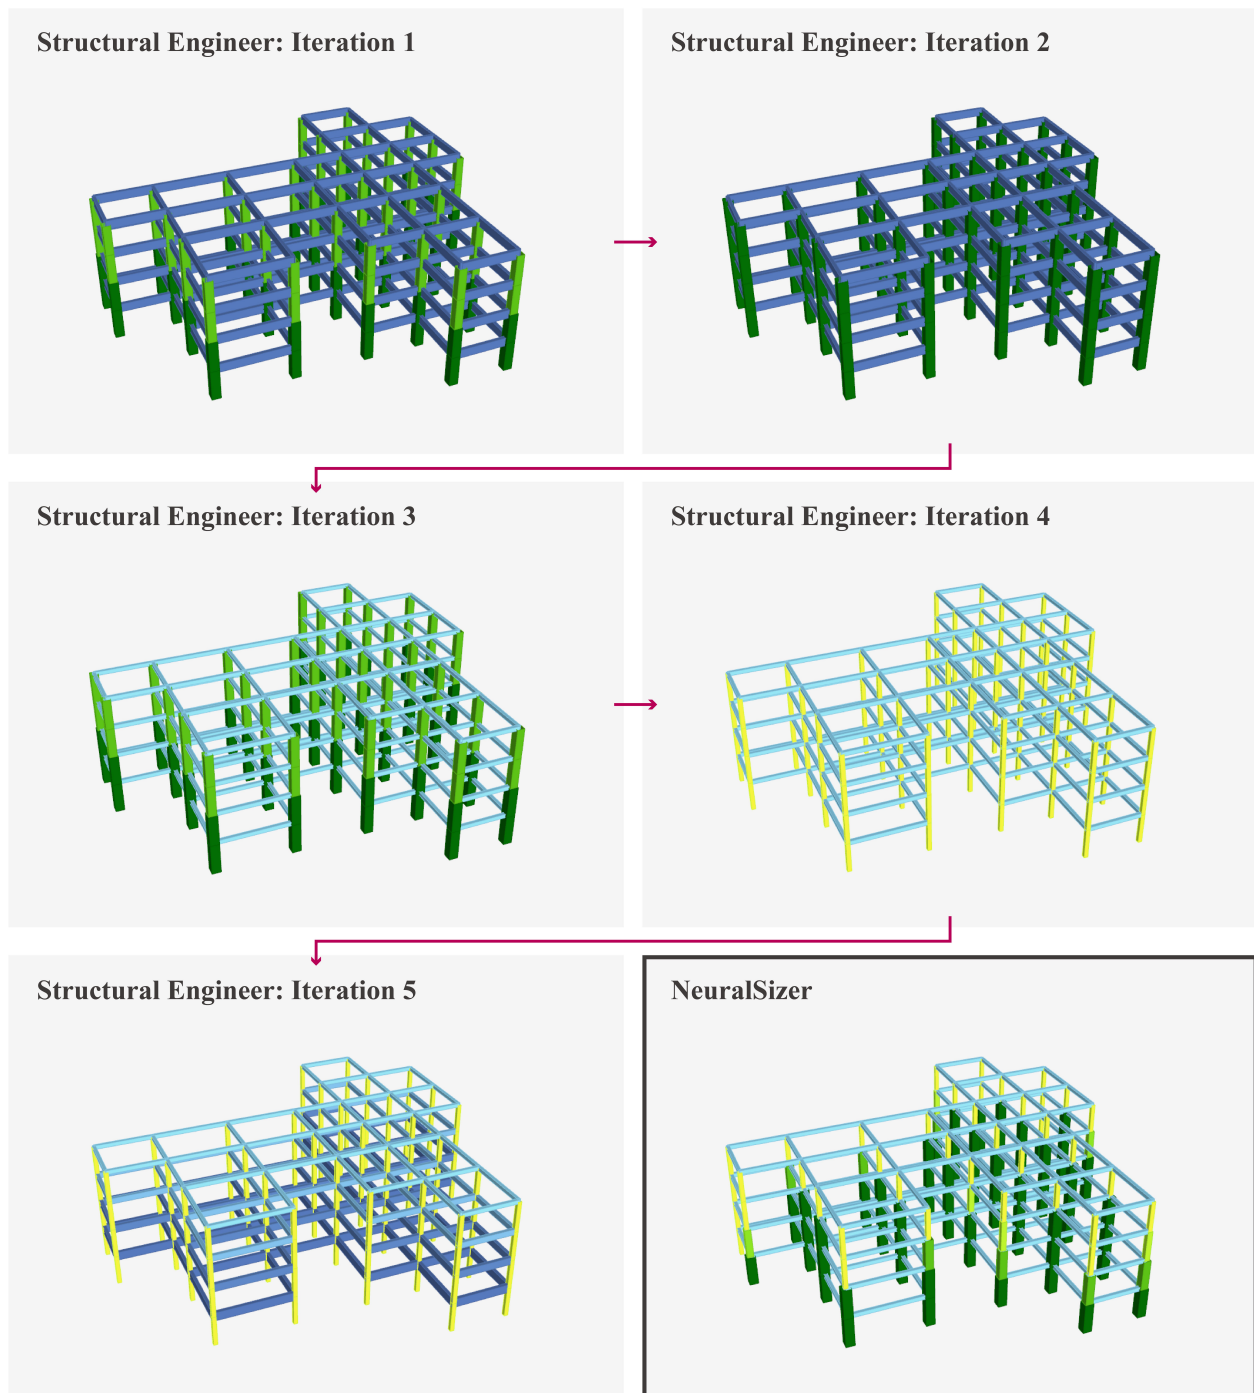 Structural Engineer: Iteration 1
Structural Engineer: Iteration 2
Structural Engineer: Iteration 3
Structural Engineer: Iteration 4
Structural Engineer: Iteration 5
NeuralSizer